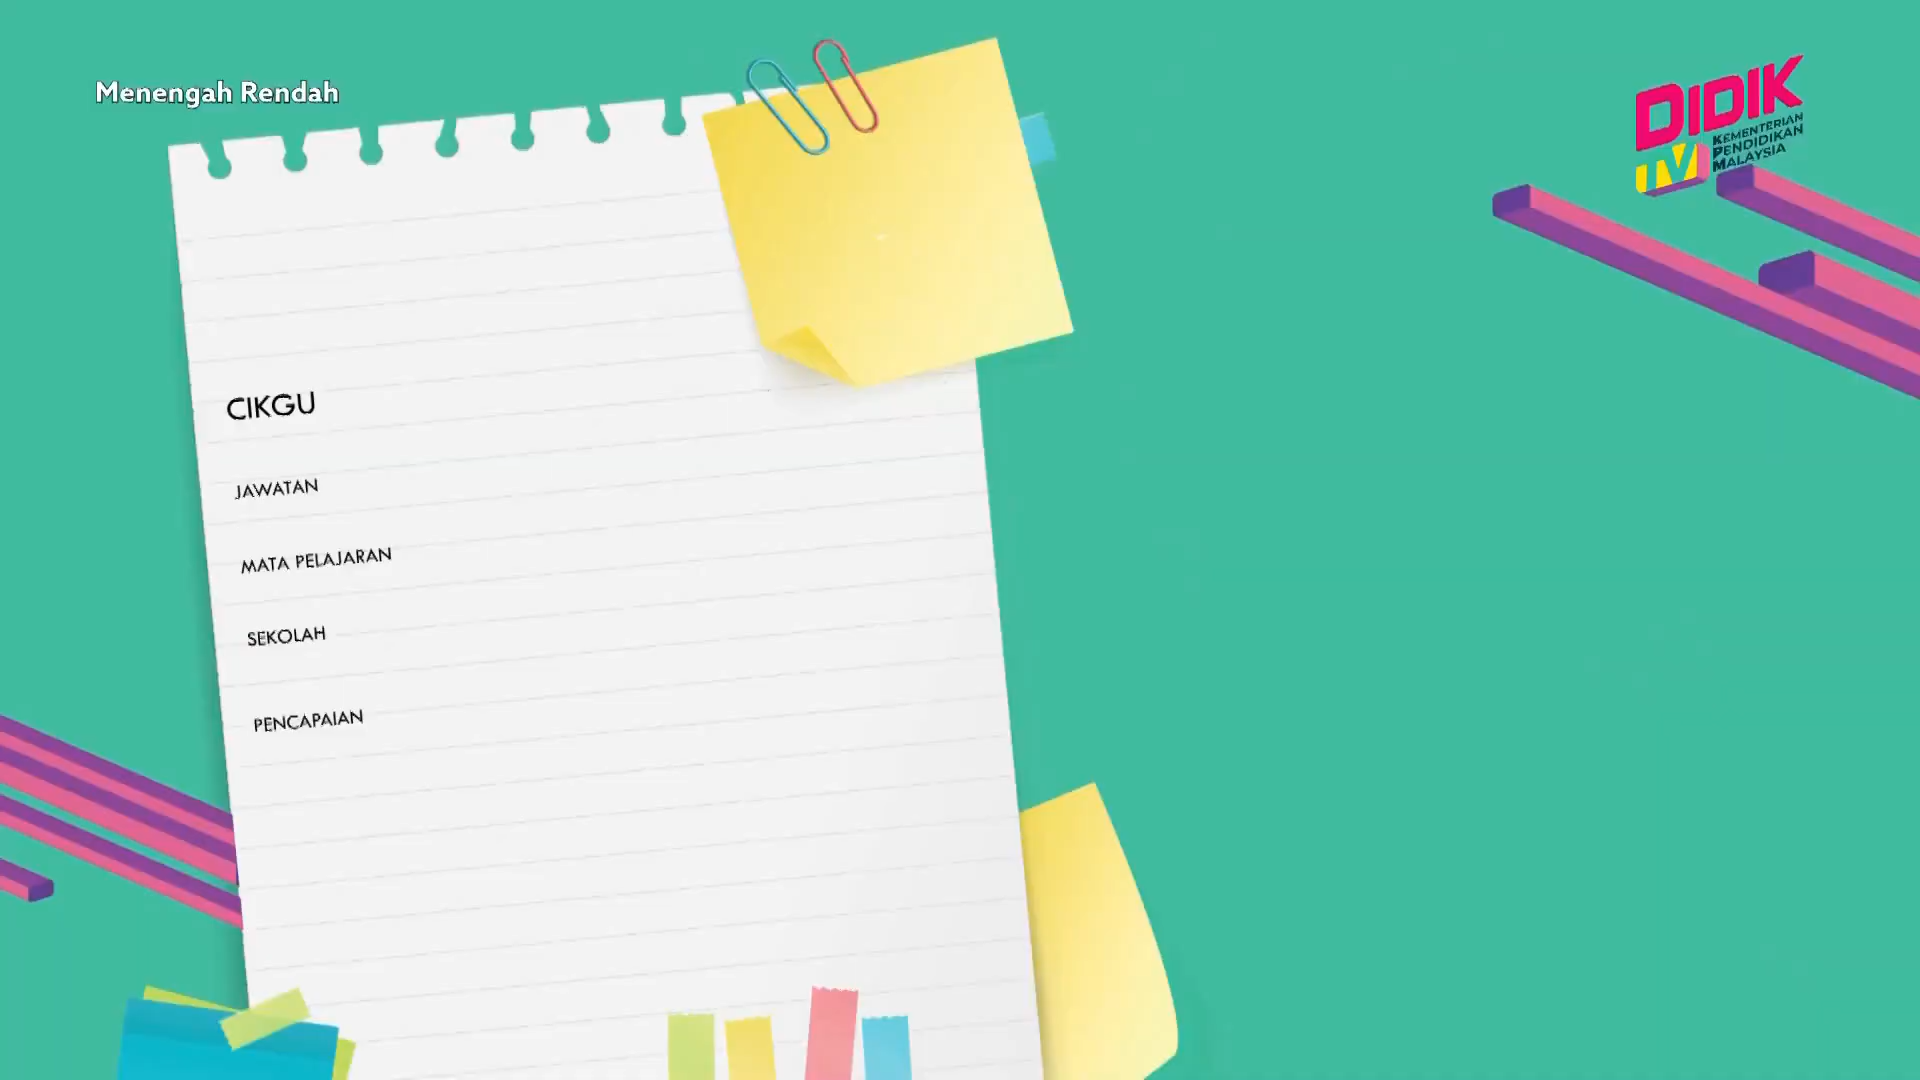 Menengah Rendah
DIDIK
TV
KEMENTERIAN
PENDIDIKAN
MALAYSIA
CIKGU
JAWATAN
MATA PELAJARAN
SEKOLAH
PENCAPAIAN